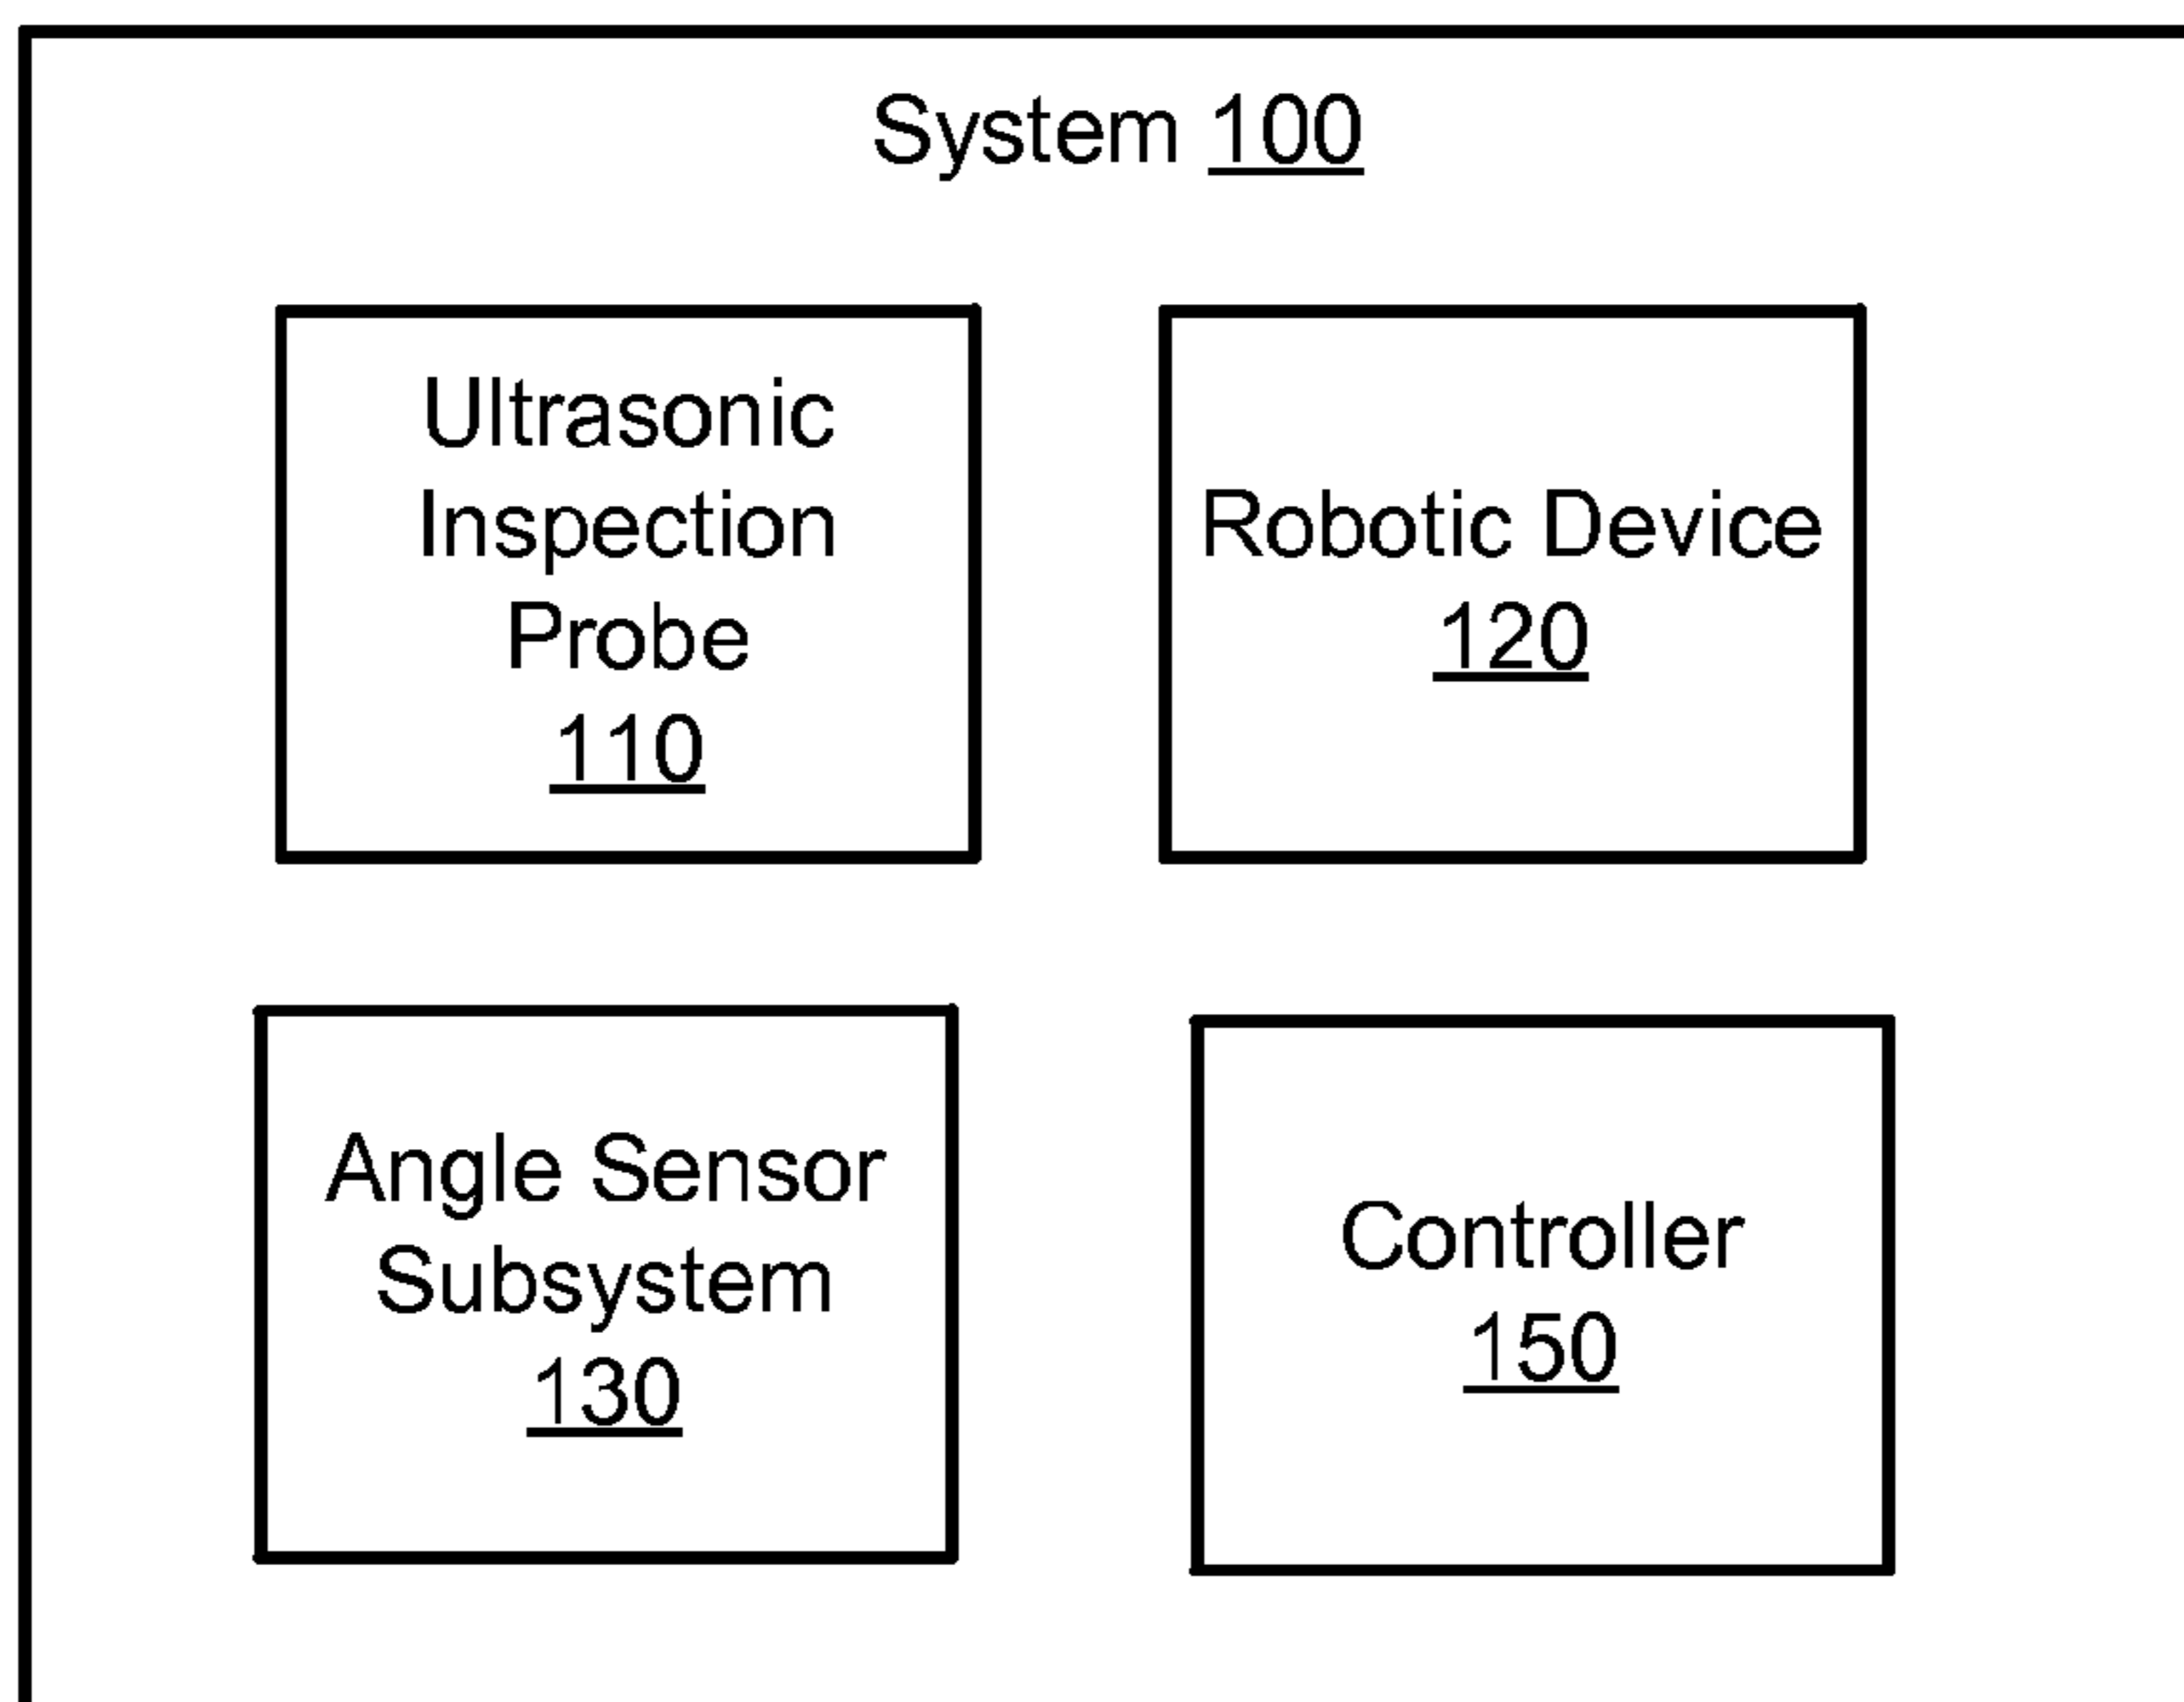 System 100
Ultrasonic
Inspection
Probe
110
Robotic Device
120
Angle Sensor
Subsystem
130
Controller
150